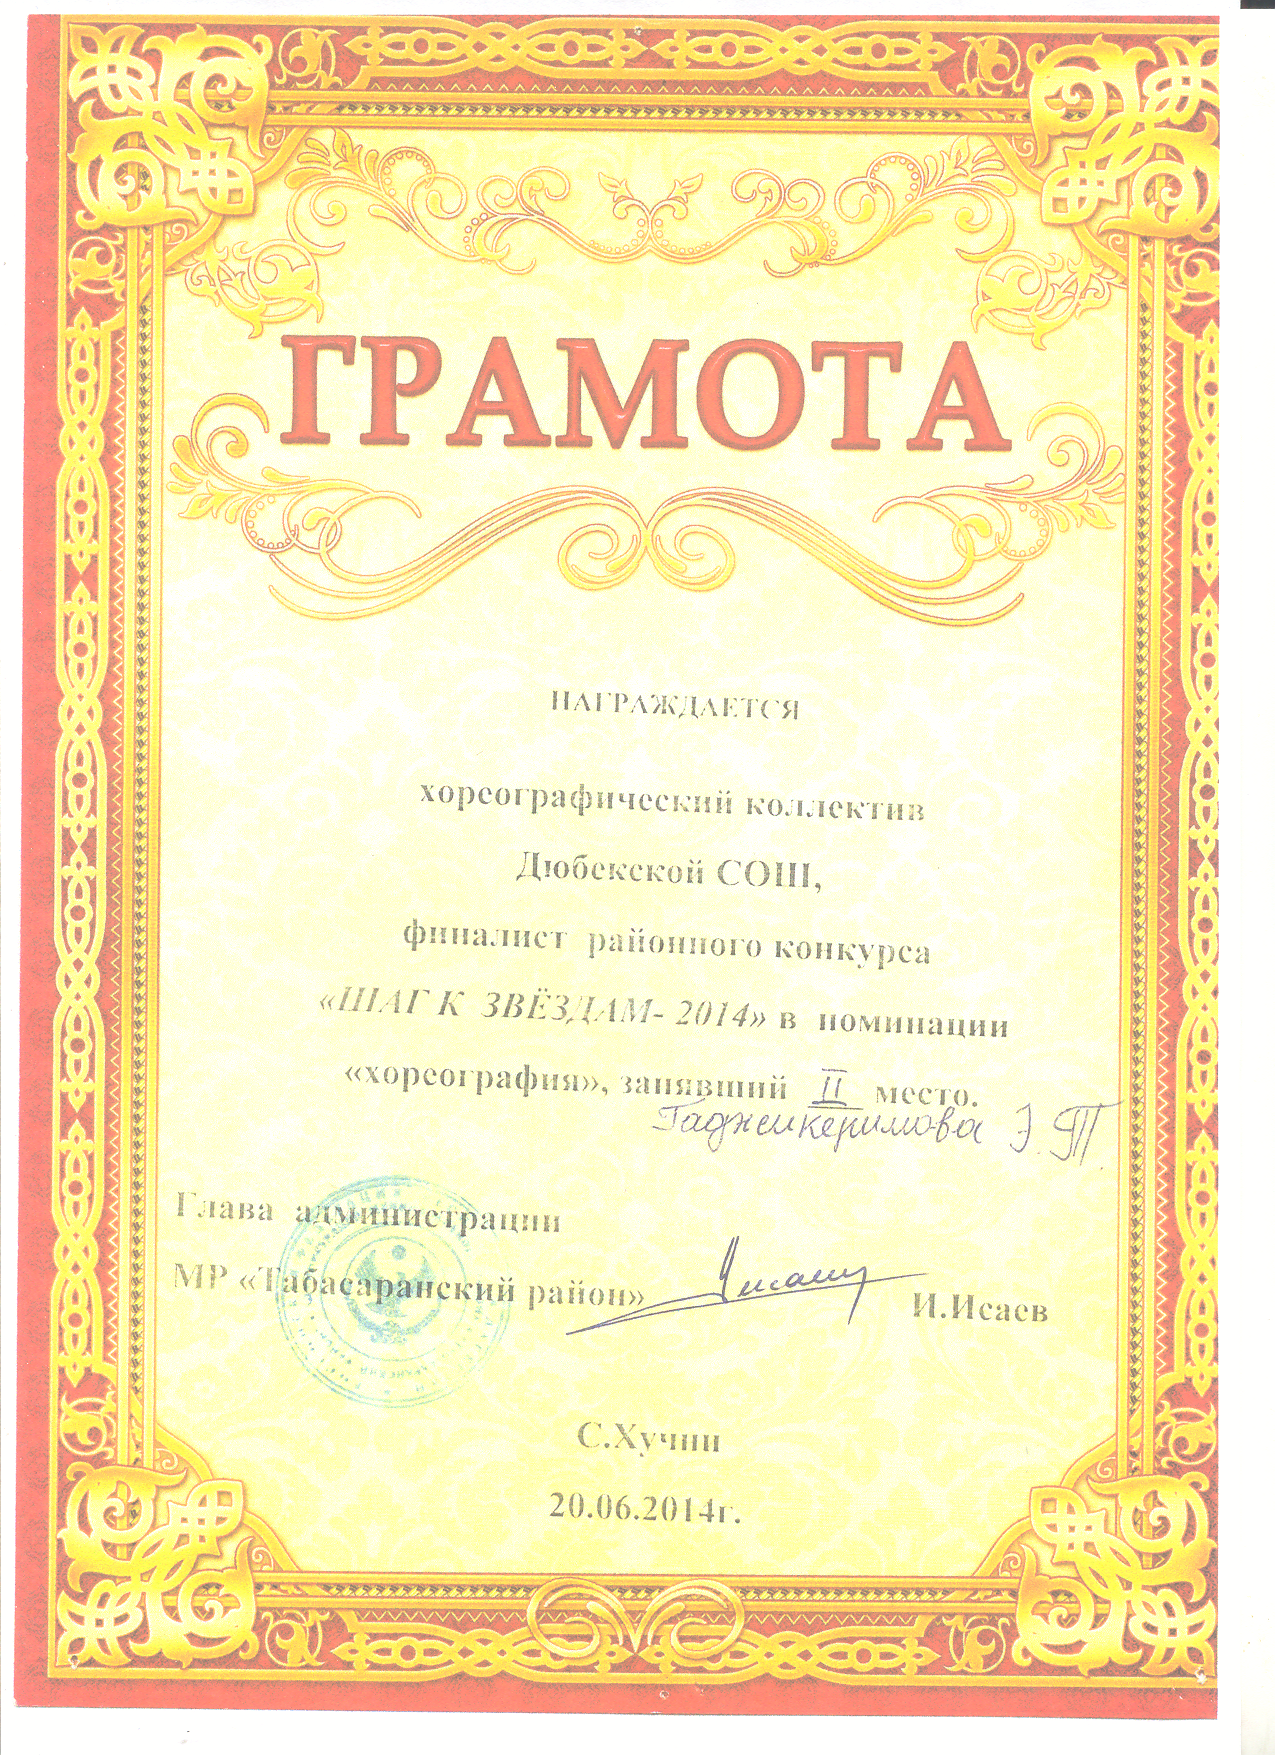 ГРАМОТА
НАГРАЖДАЕТСЯ
хореографический коллектив
Дюбекской СОШ,
финалист районного конкурса
«ШАГ К ЗВЁЗДАМ- 2014» в номинации
«хореография», занявший II место.
Гаджикеримова Э.Т.
Глава администрации
МР «Табасаранский район»
И.Исаев
С.Хучни
20.06.2014г.